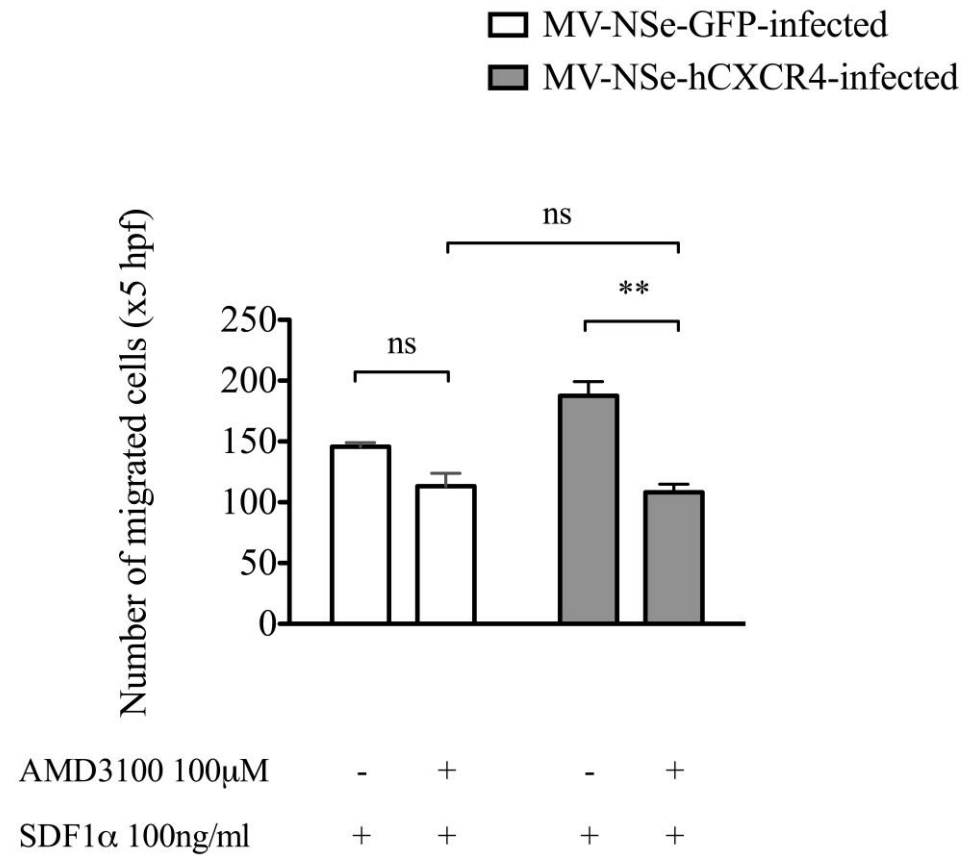 MV-NSe-GFP-infected
MV-NSe-hCXCR4-infected
Number of migrated cells (x5 hpf)
ns
**
ns
250
200
150
100
50
0
AMD3100 100μM - + - +
SDF1α 100ng/ml + + + +